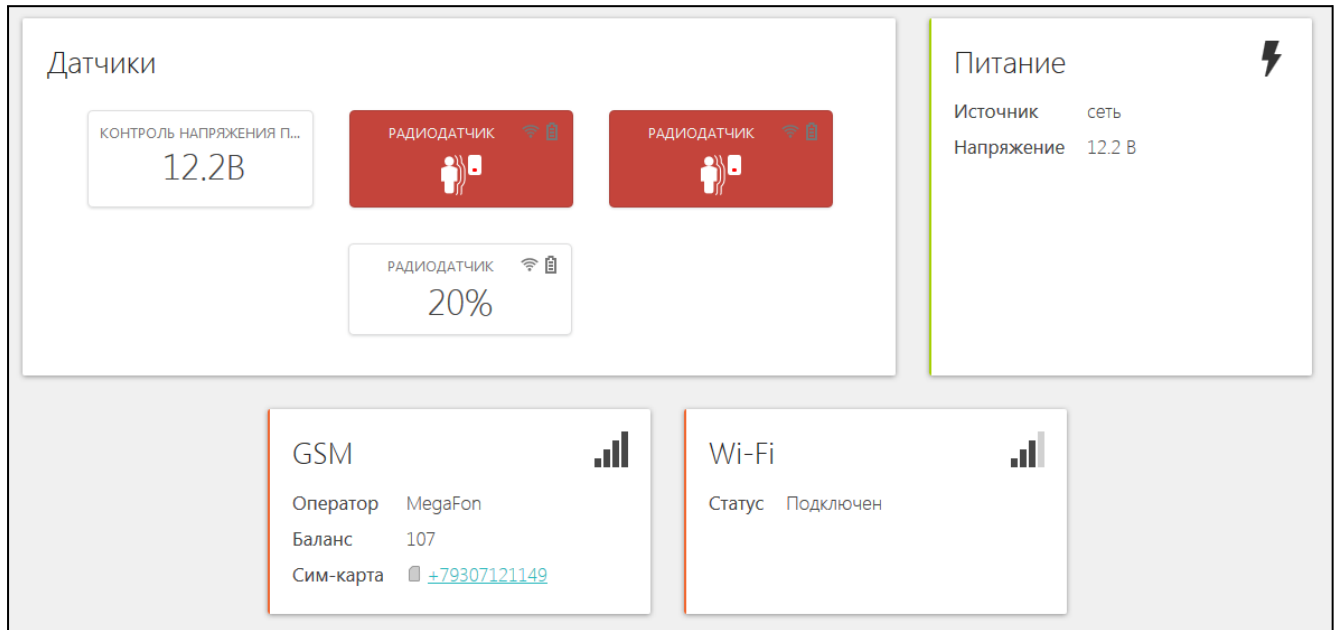 Датчики
КОНТРОЛЬ НАПРЯЖЕНИЯ П...
12.2В
РАДИОДАТЧИК
РАДИОДАТЧИК
РАДИОДАТЧИК
20%
Питание
Источник сеть
Напряжение 12.2 В
GSM
Оператор MegaFon
Баланс 107
Сим-карта +79307121149
Wi-Fi
Статус Подключен